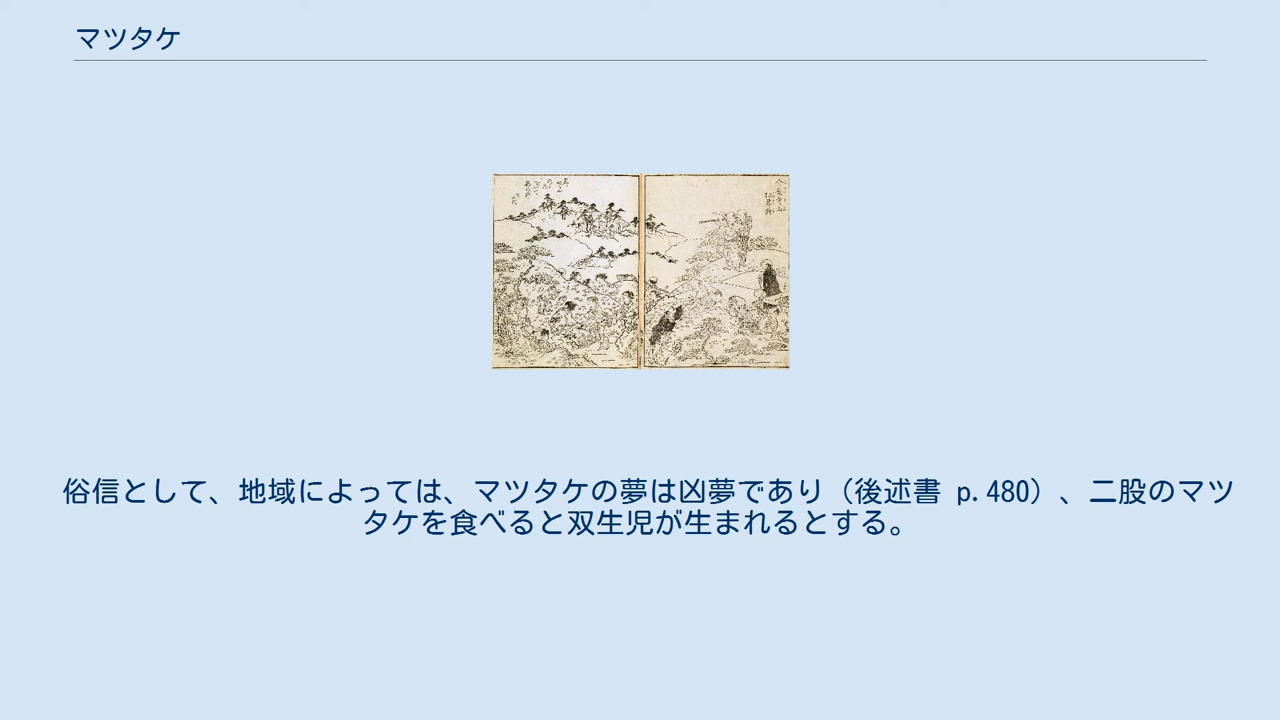 マツタケ
俗信として、地域によっては、マツタケの夢は凶夢であり（後述書 p.480）、二股のマツ
タケを食べると双生児が生まれるとする。